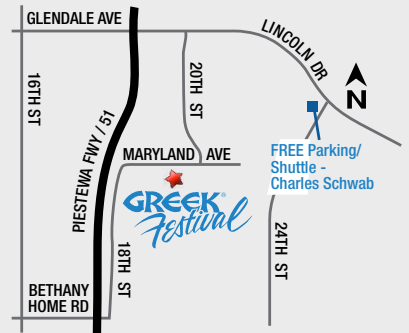 GLENDALE AVE
LINCOLN DR
16TH ST
20TH ST
N
PIESTEWA FWY / 51
MARYLAND AVE
FREE Parking/
Shuttle -
Charles Schwab
GREEK®
Festival
18TH ST
24TH ST
BETHANY
HOME RD